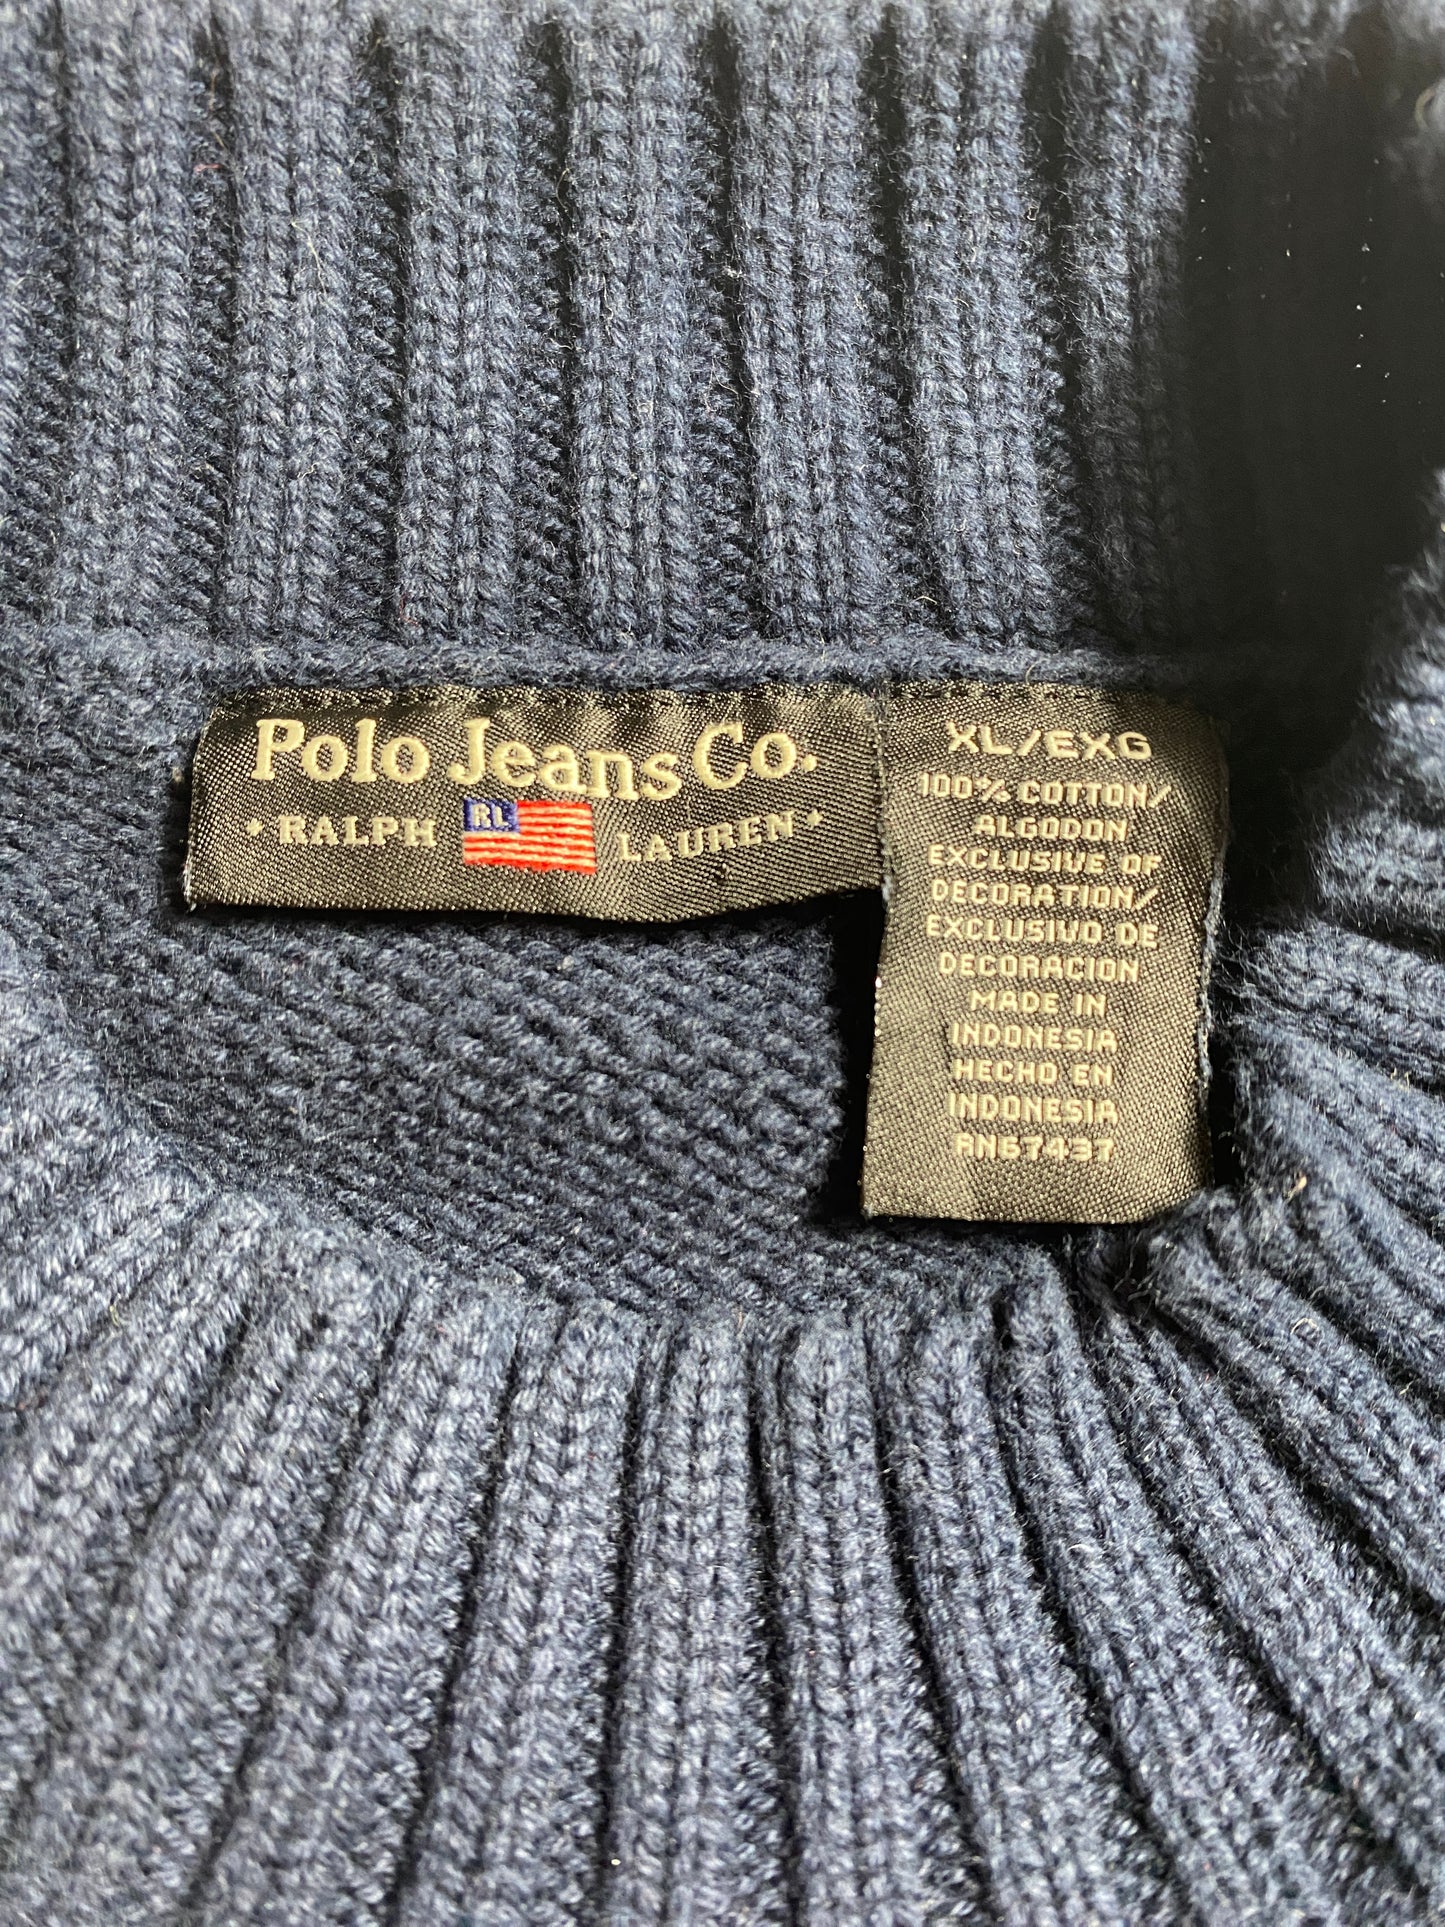 Polo Jeans Co.
RALPH RL LAUREN
XL/EXG
100% COTTON/
ALGODON
EXCLUSIVE OF
DECORATION/
EXCLUSIVO DE
DECORACION
MADE IN
INDONESIA
HECHO EN
INDONESIA
RN67437